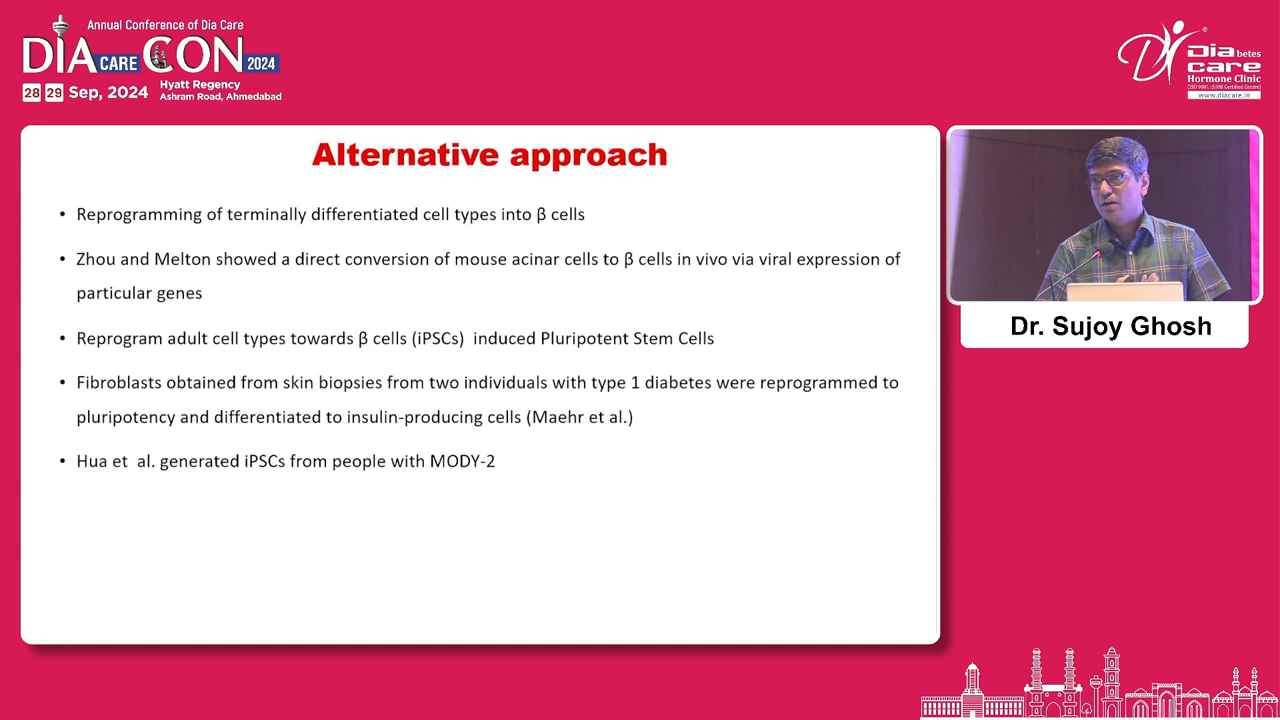 Annual Conference of Dia Care
DIA CARE CON 2024
28 29 Sep, 2024
Hyatt Regency
Ashram Road, Ahmedabad
Diabetes
care
Hormone Clinic
(ISO 9001 :2008 Certified Centre)
www.diacare.in
Alternative approach
• Reprogramming of terminally differentiated cell types into β cells
• Zhou and Melton showed a direct conversion of mouse acinar cells to β cells in vivo via viral expression of
particular genes
• Reprogram adult cell types towards β cells (iPSCs) induced Pluripotent Stem Cells
• Fibroblasts obtained from skin biopsies from two individuals with type 1 diabetes were reprogrammed to
pluripotency and differentiated to insulin-producing cells (Maehr et al.)
• Hua et al. generated iPSCs from people with MODY-2
Dr. Sujoy Ghosh